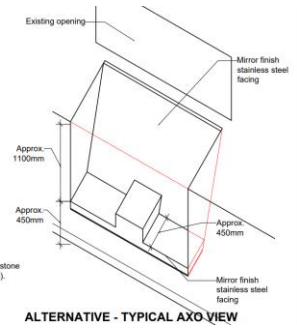 Existing opening
Mirror finish
stainless steel
facing
Approx.
1100mm
Approx.
450mm
Approx.
450mm
stone
).
Mirror finish
stainless steel
facing
ALTERNATIVE - TYPICAL AXO VIEW